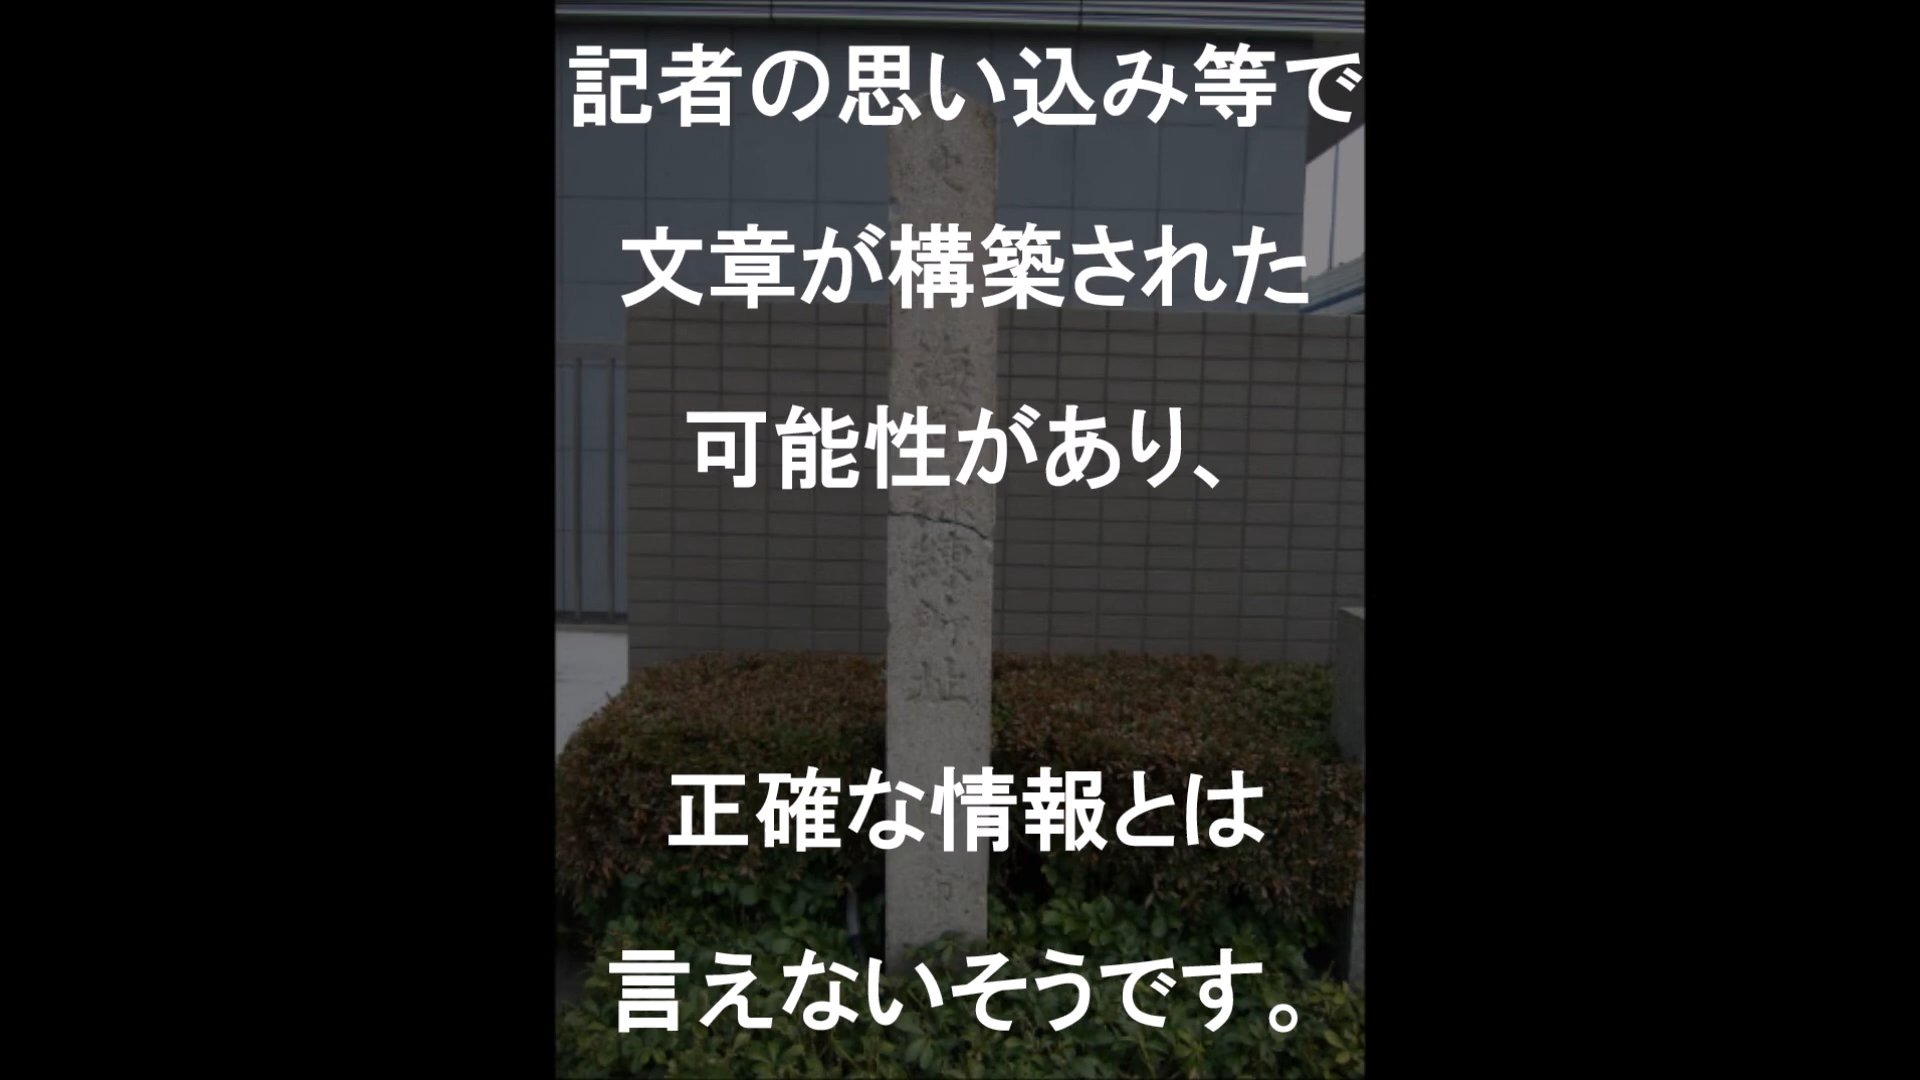 記者の思い込み等で
文章が構築された
可能性があり、
正確な情報とは
言えないそうです。